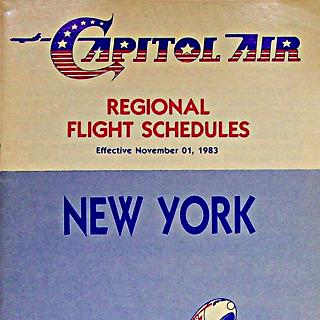 CAPITOL AIR
REGIONAL
FLIGHT SCHEDULES
Effective November 01, 1983
NEW YORK